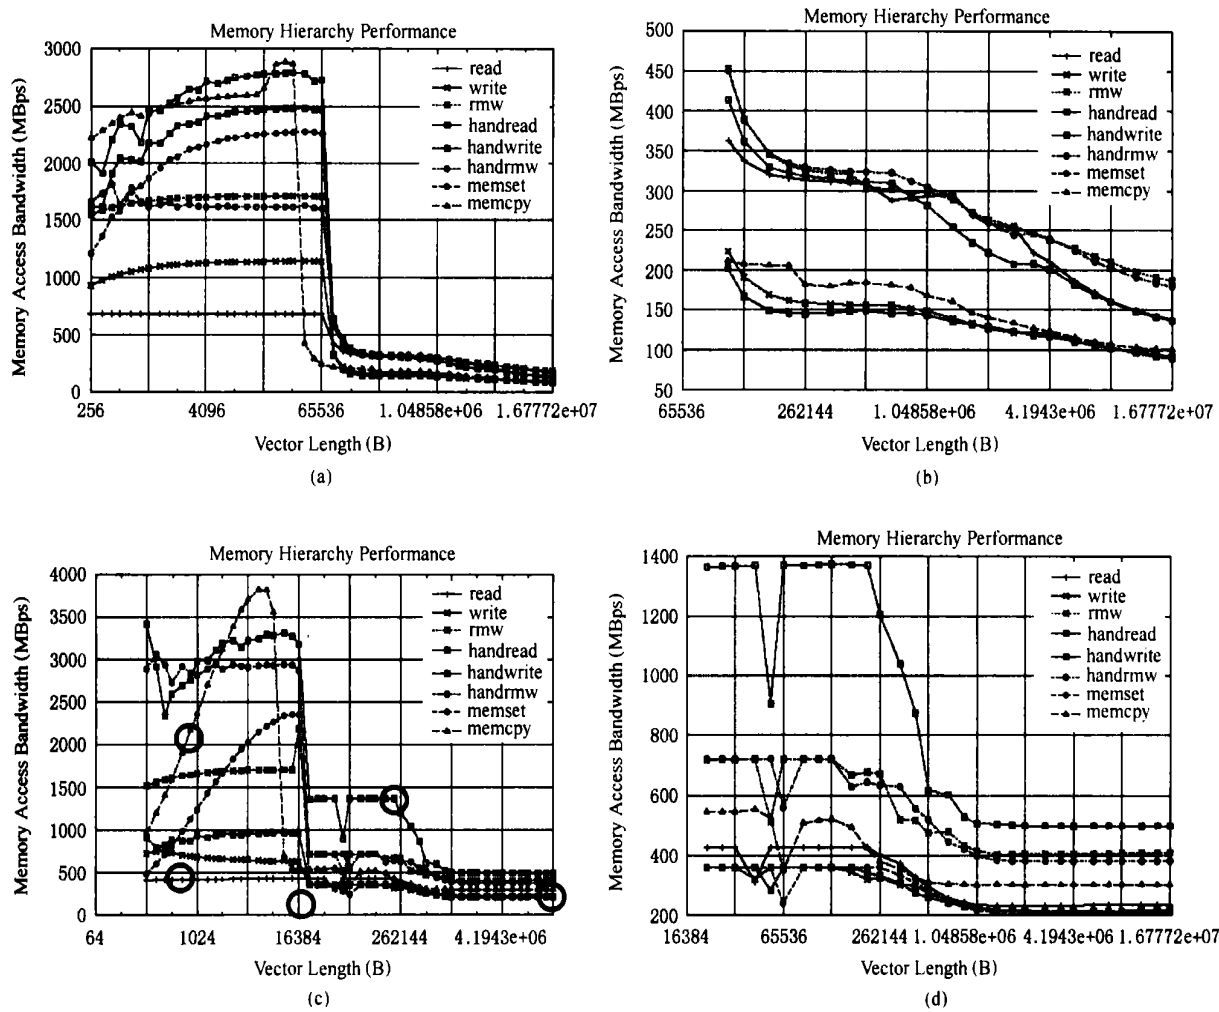 Memory Hierarchy Performance
Memory Access Bandwidth (MBps)
3000
2500
2000
1500
1000
500
0
read
write
rmw
handread
handwrite
handrmw
memset
memcpy
256 4096 65536 1.04858e+06 1.67772e+07
Vector Length (B)
(a)
Memory Hierarchy Performance
Memory Access Bandwidth (MBps)
500
450
400
350
300
250
200
150
100
50
read
write
rmw
handread
handwrite
handrmw
memset
memcpy
65536 262144 1.04858e+06 4.1943e+06 1.67772e+07
Vector Length (B)
(b)
Memory Hierarchy Performance
Memory Access Bandwidth (MBps)
4000
3500
3000
2500
2000
1500
1000
500
0
read
write
rmw
handread
handwrite
handrmw
memset
memcpy
64 1024 16384 262144 4.1943e+06
Vector Length (B)
(c)
Memory Hierarchy Performance
Memory Access Bandwidth (MBps)
1400
1200
1000
800
600
400
200
read
write
rmw
handread
handwrite
handrmw
memset
memcpy
16384 65536 262144 1.04858e+06 4.1943e+06 1.67772e+07
Vector Length (B)
(d)